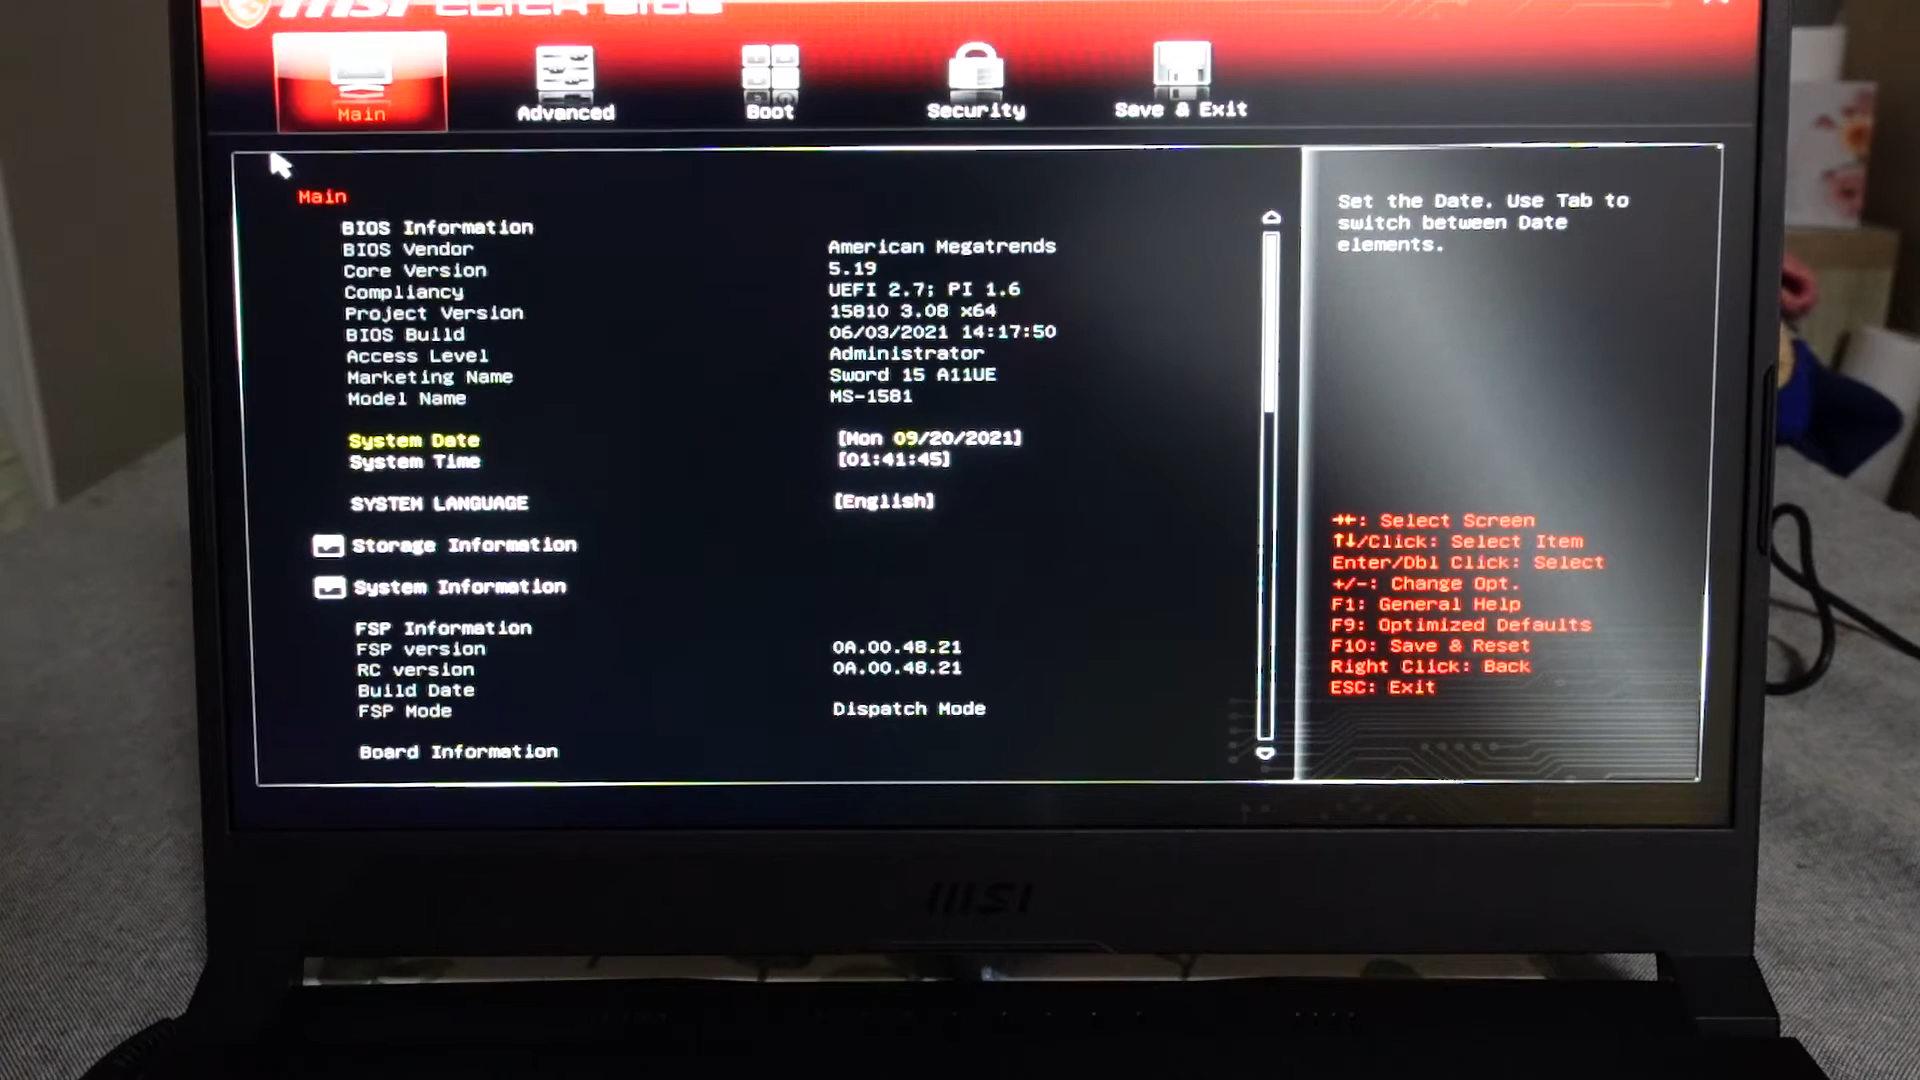 msi CLICK BIOS
Main
Advanced
Boot
Security
Save & Exit
Main
BIOS Information
BIOS Vendor American Megatrends
Core Version 5.19
Compliancy UEFI 2.7; PI 1.6
Project Version 15810 3.08 x64
BIOS Build 06/03/2021 14:17:50
Access Level Administrator
Marketing Name Sword 15 A11UE
Model Name MS-1581
System Date [Mon 09/20/2021]
System Time [01:41:45]
SYSTEM LANGUAGE [English]
Storage Information
System Information
FSP Information
FSP version 0A.00.48.21
RC version 0A.00.48.21
Build Date
FSP Mode Dispatch Mode
Board Information
Set the Date. Use Tab to
switch between Date
elements.
→←: Select Screen
↑↓/Click: Select Item
Enter/Dbl Click: Select
+/-: Change Opt.
F1: General Help
F9: Optimized Defaults
F10: Save & Reset
Right Click: Back
ESC: Exit
msi